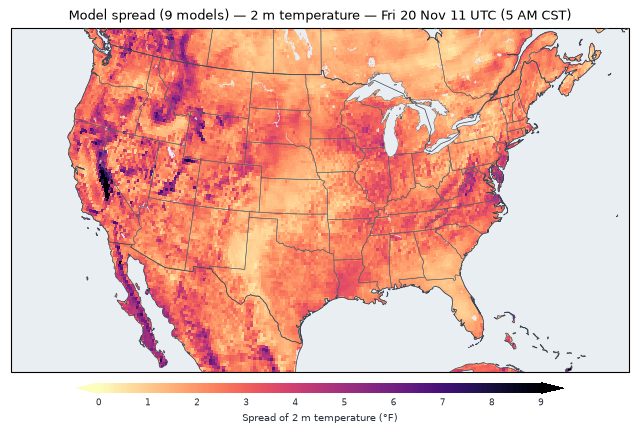 Model spread (9 models) — 2 m temperature — Fri 20 Nov 11 UTC (5 AM CST)
0 1 2 3 4 5 6 7 8 9
Spread of 2 m temperature (°F)